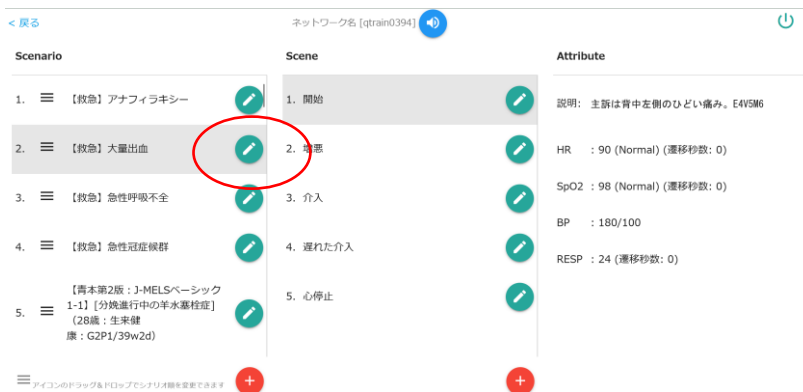 < 戻る
ネットワーク名 [qtrain0394]
Scenario
1. 【救急】アナフィラキシー
2. 【救急】大量出血
3. 【救急】急性呼吸不全
4. 【救急】急性冠症候群
5. 【青本第2版：J-MELSベーシック
1-1】[分娩進行中の羊水塞栓症]
（28歳：生来健
康：G2P1/39w2d）
アイコンのドラッグ&ドロップでシナリオ順を変更できます
Scene
1. 開始
2. 増悪
3. 介入
4. 遅れた介入
5. 心停止
Attribute
説明: 主訴は背中左側のひどい痛み。E4V5M6
HR : 90 (Normal) (遷移秒数: 0)
SpO2 : 98 (Normal) (遷移秒数: 0)
BP : 180/100
RESP : 24 (遷移秒数: 0)